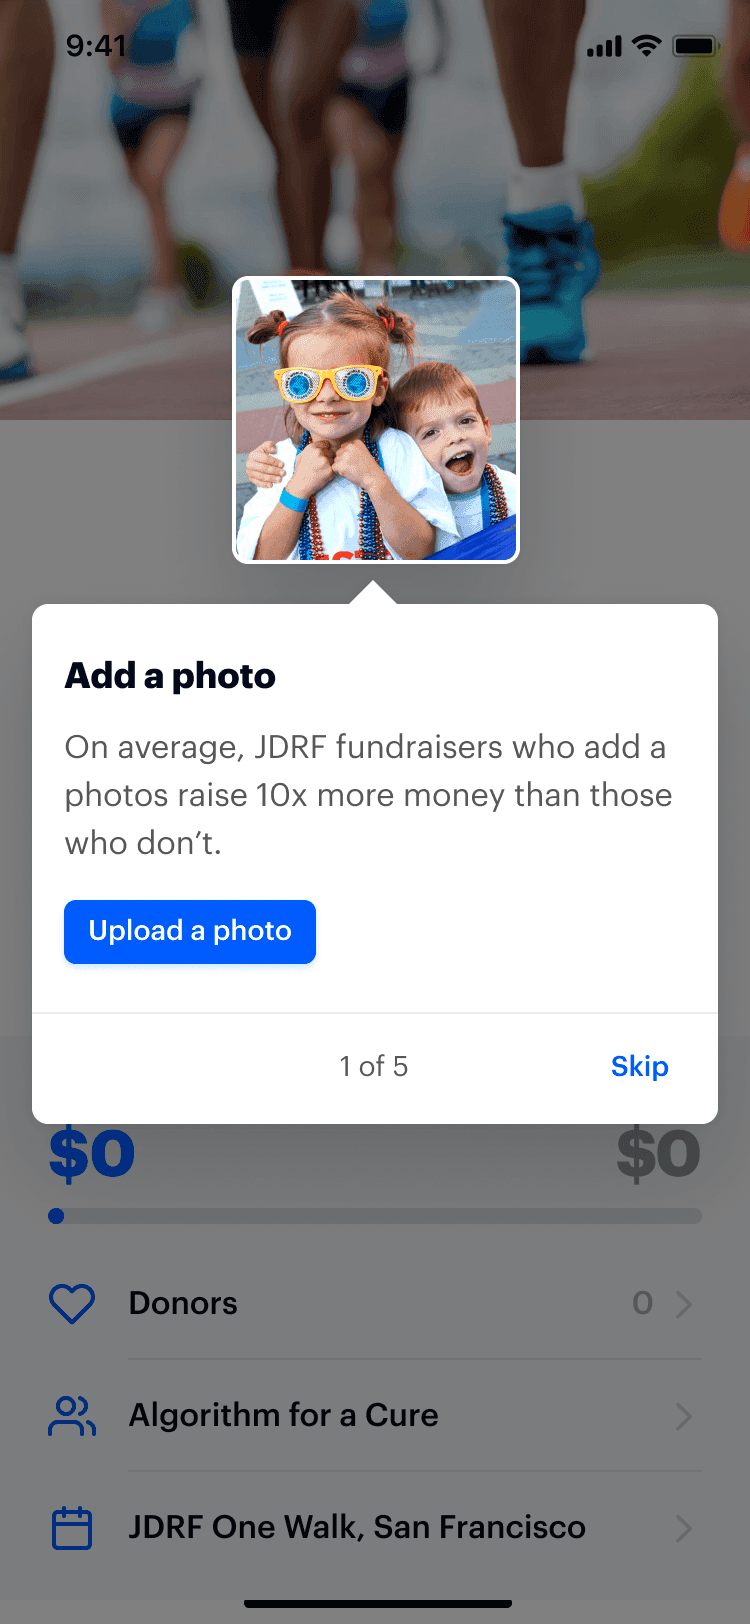 9:41
Add a photo
On average, JDRF fundraisers who add a
photos raise 10x more money than those
who don’t.
Upload a photo
1 of 5
Skip
$0
$0
Donors
0
Algorithm for a Cure
JDRF One Walk, San Francisco